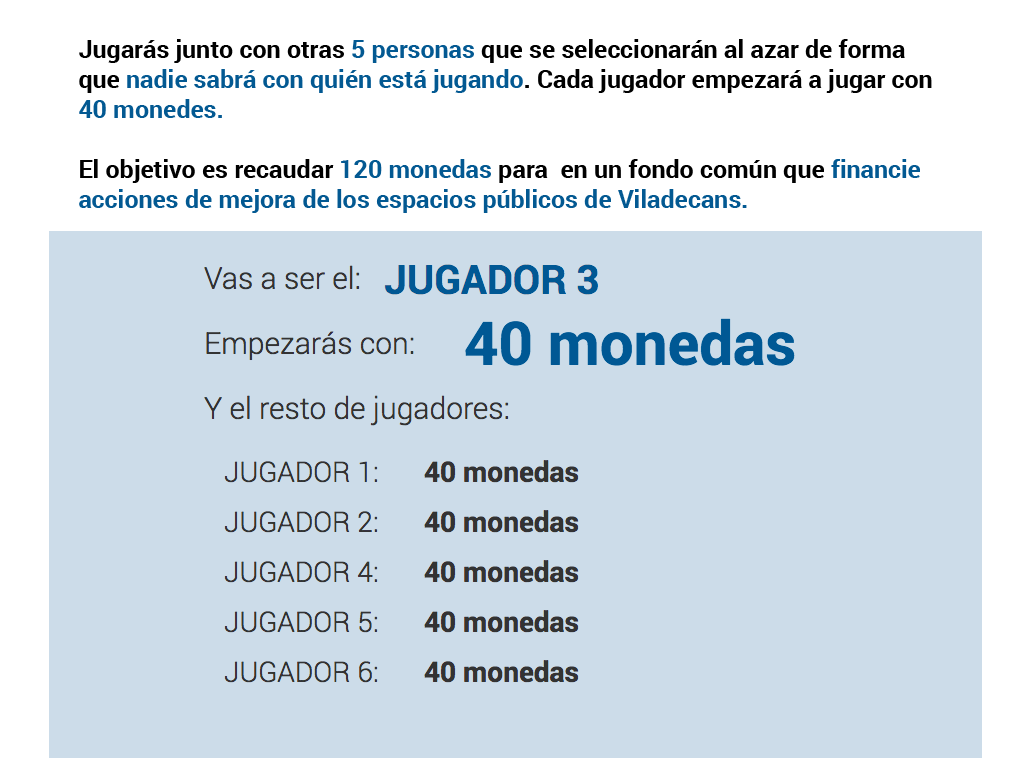 Jugarás junto con otras 5 personas que se seleccionarán al azar de forma
que nadie sabrá con quién está jugando. Cada jugador empezará a jugar con
40 monedes.
El objetivo es recaudar 120 monedas para  en un fondo común que financie
acciones de mejora de los espacios públicos de Viladecans.
Vas a ser el: JUGADOR 3
Empezarás con: 40 monedas
Y el resto de jugadores:
JUGADOR 1: 40 monedas
JUGADOR 2: 40 monedas
JUGADOR 4: 40 monedas
JUGADOR 5: 40 monedas
JUGADOR 6: 40 monedas